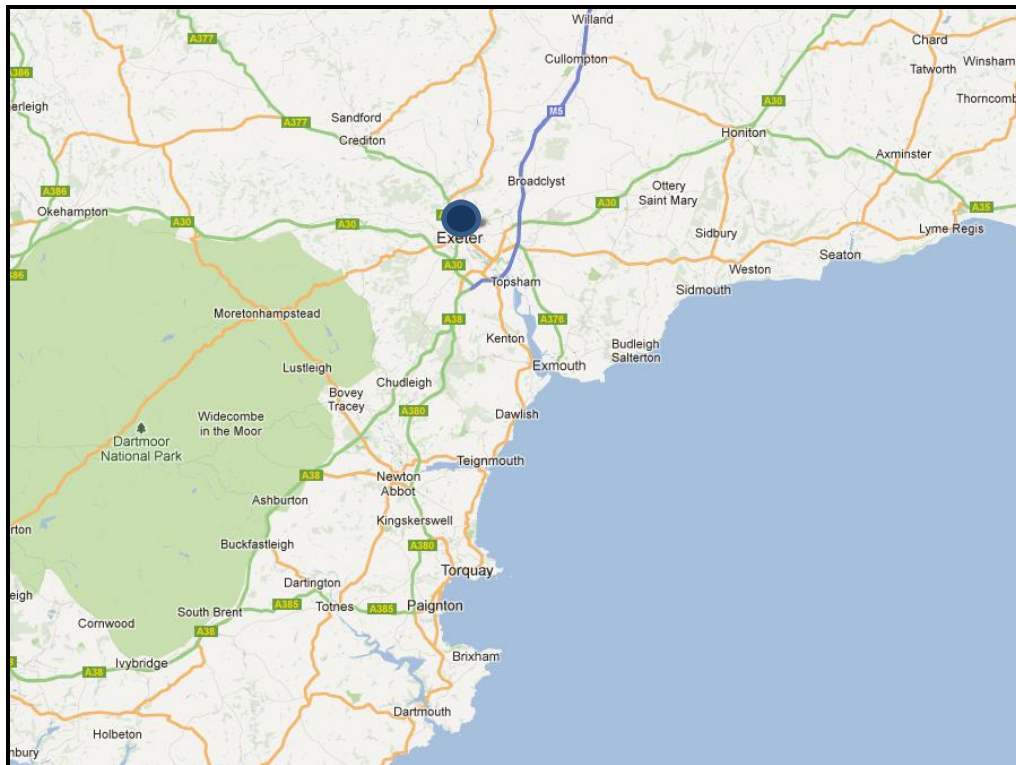 Willand
A377
Chard
Cullompton
Tatworth
Winsham
A386
Thorncomb
erleigh
A30
M5
Sandford
A377
Crediton
Honiton
Axminster
Broadclyst
Ottery
Saint Mary
A386
A30
A35
Okehampton
A30
A30
Exeter
Sidbury
Lyme Regis
Seaton
A30
Weston
86
Topsham
Sidmouth
Moretonhampstead
A38
A376
Kenton
Budleigh
Salterton
Lustleigh
Exmouth
Chudleigh
Bovey
Tracey
A380
Widecombe
in the Moor
Dawlish
Dartmoor
National Park
Teignmouth
A38
Newton
Abbot
Ashburton
Kingskerswell
rton
Buckfastleigh
A380
Torquay
Dartington
eigh
A385
A385
Totnes
Paignton
South Brent
Cornwood
A38
Ivybridge
A38
Brixham
Dartmouth
Holbeton
nbury